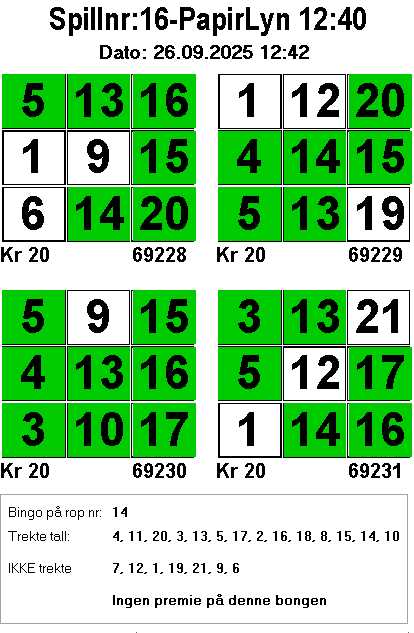 Spillnr:16-PapirLyn 12:40
Dato: 26.09.2025 12:42
5 13 16
1 9 15
6 14 20
Kr 20 69228
1 12 20
4 14 15
5 13 19
Kr 20 69229
5 9 15
4 13 16
3 10 17
Kr 20 69230
3 13 21
5 12 17
1 14 16
Kr 20 69231
Bingo på rop nr: 14
Trekte tall: 4, 11, 20, 3, 13, 5, 17, 2, 16, 18, 8, 15, 14, 10
IKKE trekte 7, 12, 1, 19, 21, 9, 6
Ingen premie på denne bongen